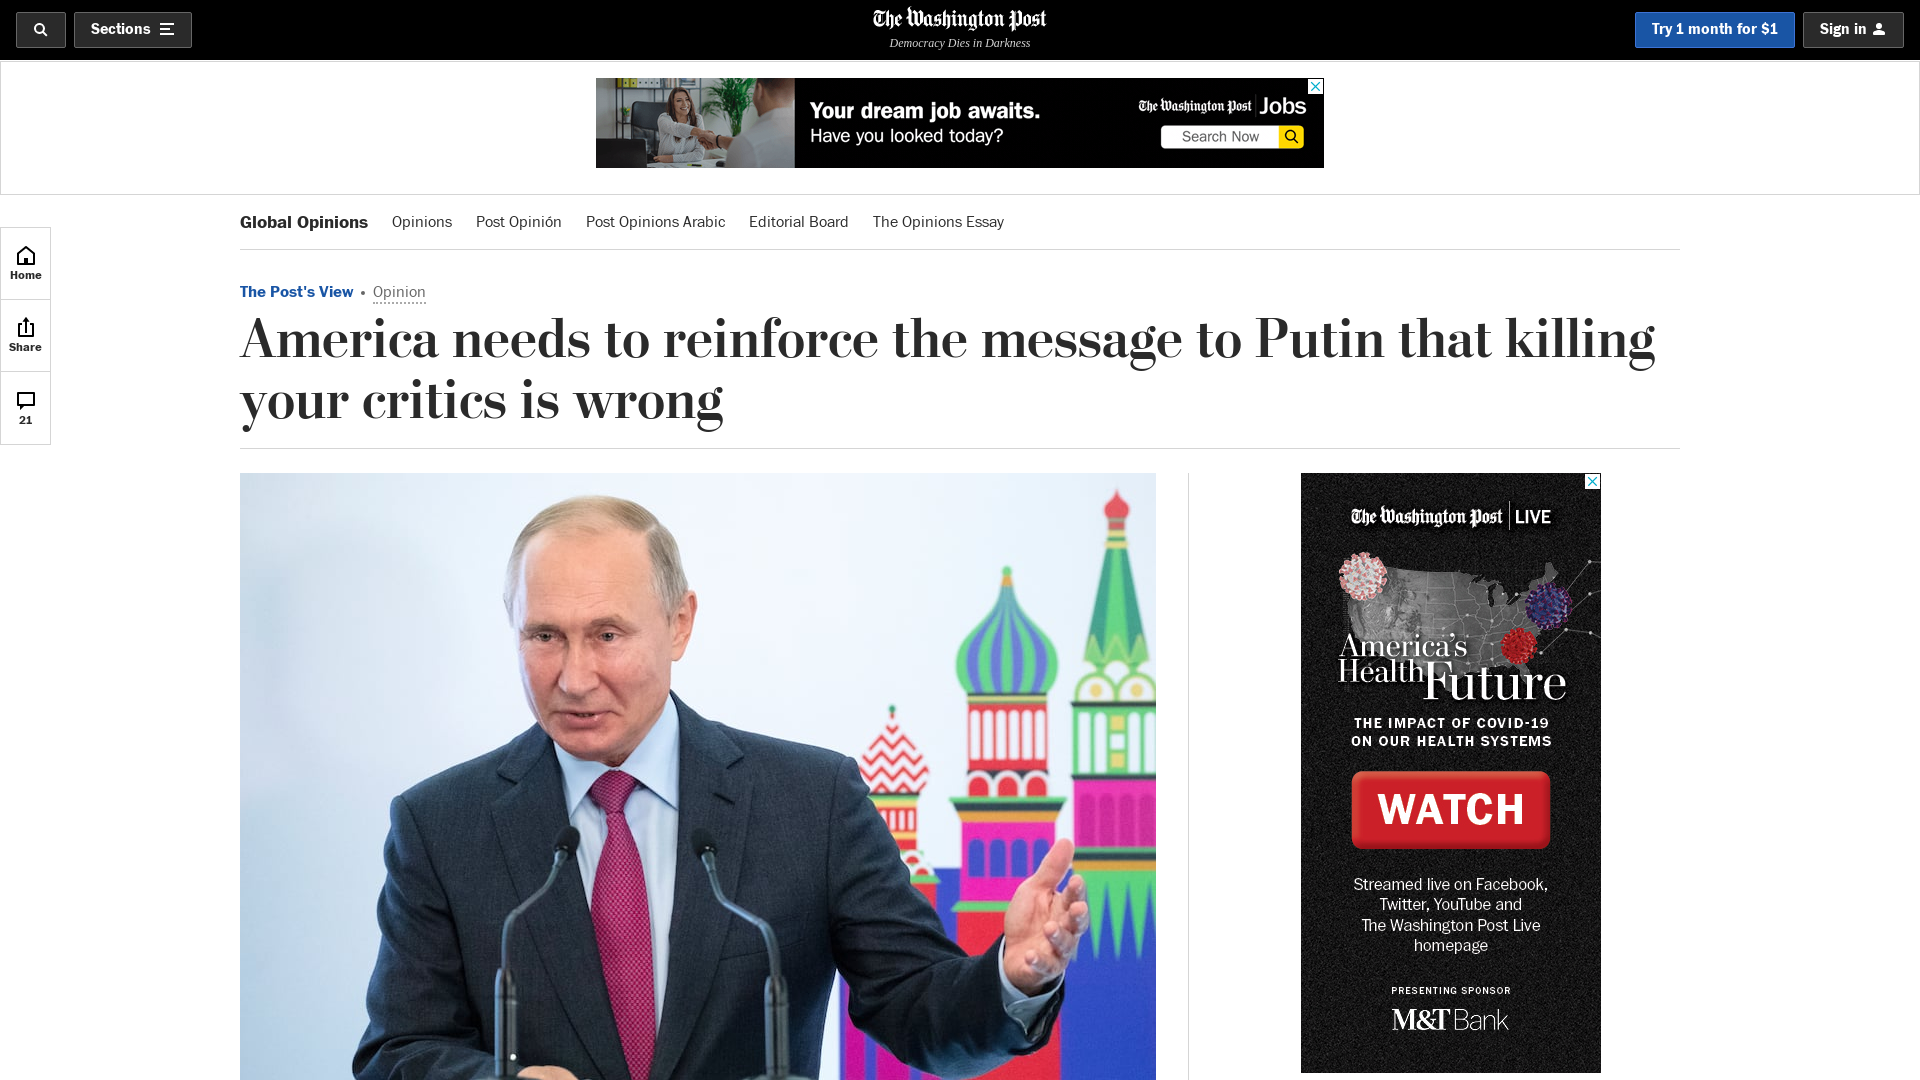 Sections
The Washington Post
Democracy Dies in Darkness
Try 1 month for $1
Sign in
Your dream job awaits.
Have you looked today?
The Washington Post Jobs
Search Now
Global Opinions Opinions Post Opinión Post Opinions Arabic Editorial Board The Opinions Essay
Home
Share
21
The Post's View • Opinion
America needs to reinforce the message to Putin that killing
your critics is wrong
The Washington Post LIVE
America's
Health Future
THE IMPACT OF COVID-19
ON OUR HEALTH SYSTEMS
WATCH
Streamed live on Facebook,
Twitter, YouTube and
The Washington Post Live
homepage
PRESENTING SPONSOR
M&T Bank